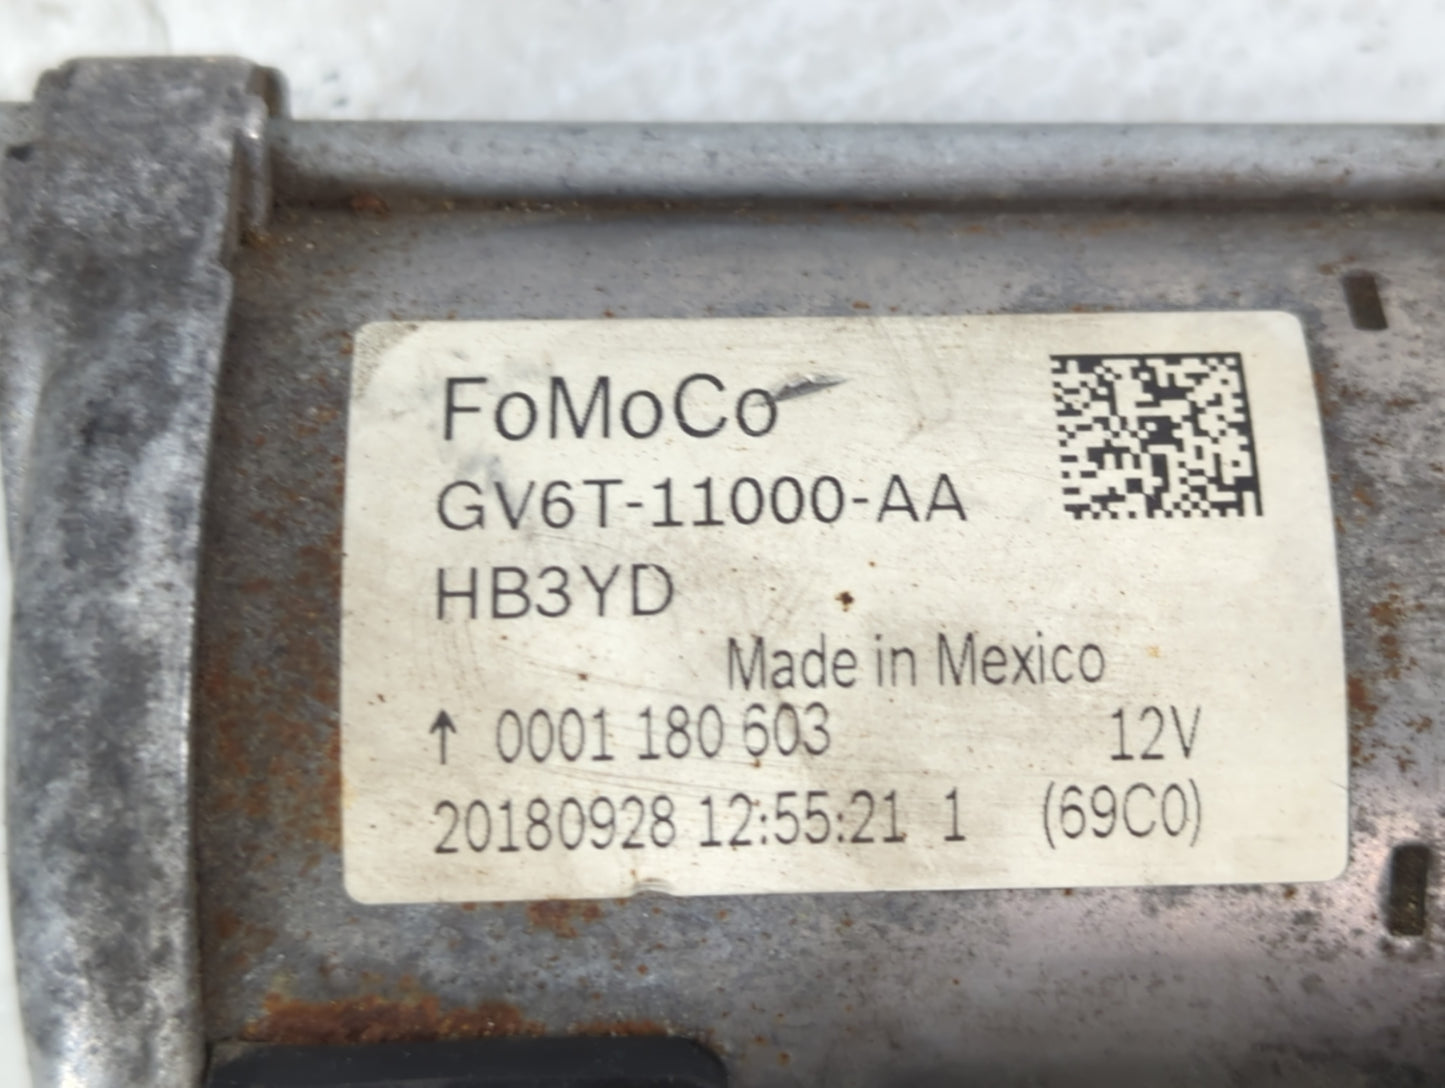 FoMoCo
GV6T-11000-AA
HB3YD
Made in Mexico
↑ 0001 180 603 12V
20180928 12:55:21 1 (69C0)